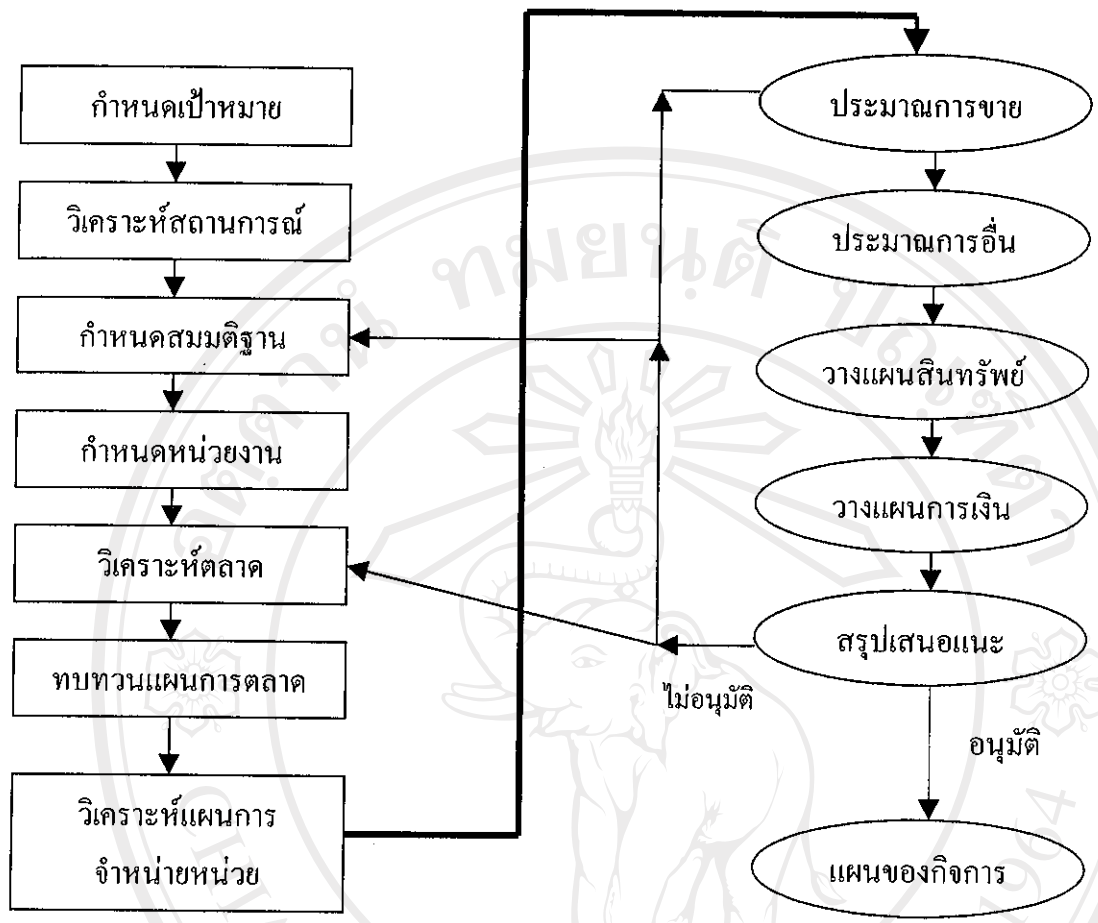 กำหนดเป้าหมาย
วิเคราะห์สถานการณ์
กำหนดสมมติฐาน
กำหนดหน่วยงาน
วิเคราะห์ตลาด
ทบทวนแผนการตลาด
วิเคราะห์แผนการ
จำหน่ายหน่วย
ประมาณการขาย
ประมาณการอื่น
วางแผนสินทรัพย์
วางแผนการเงิน
สรุปเสนอแนะ
ไม่อนุมัติ
อนุมัติ
แผนของกิจการ
1964